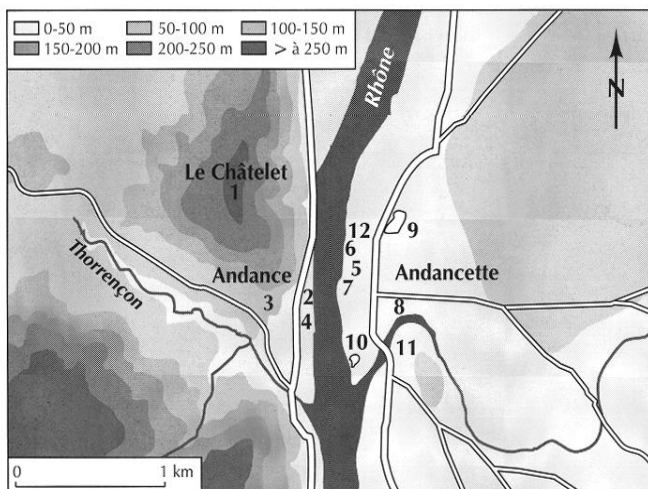 0-50 m 50-100 m 100-150 m
150-200 m 200-250 m > à 250 m
Rhône
N
Le Châtelet
1
12 9
6
Andance 5 Andancette
3 2 7
4 8
Thorrençon
10 11
0 1 km